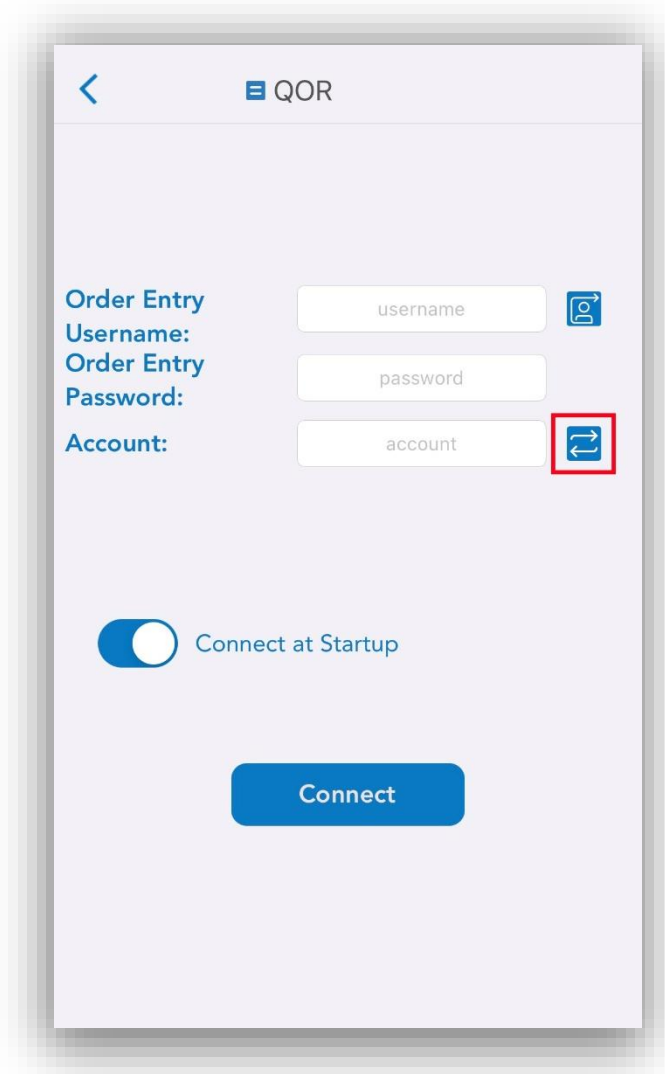 QOR
Order Entry
Username:
username
Order Entry
Password:
password
Account:
account
Connect at Startup
Connect